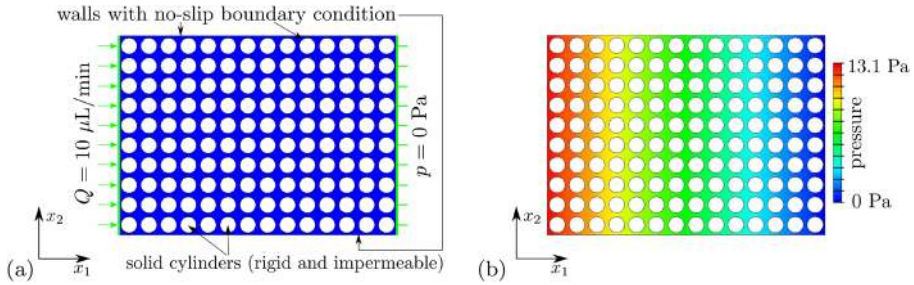 walls with no-slip boundary condition
Q = 10 μL/min
p = 0 Pa
x₂
x₁
solid cylinders (rigid and impermeable)
(a)
13.1 Pa
pressure
0 Pa
x₂
x₁
(b)